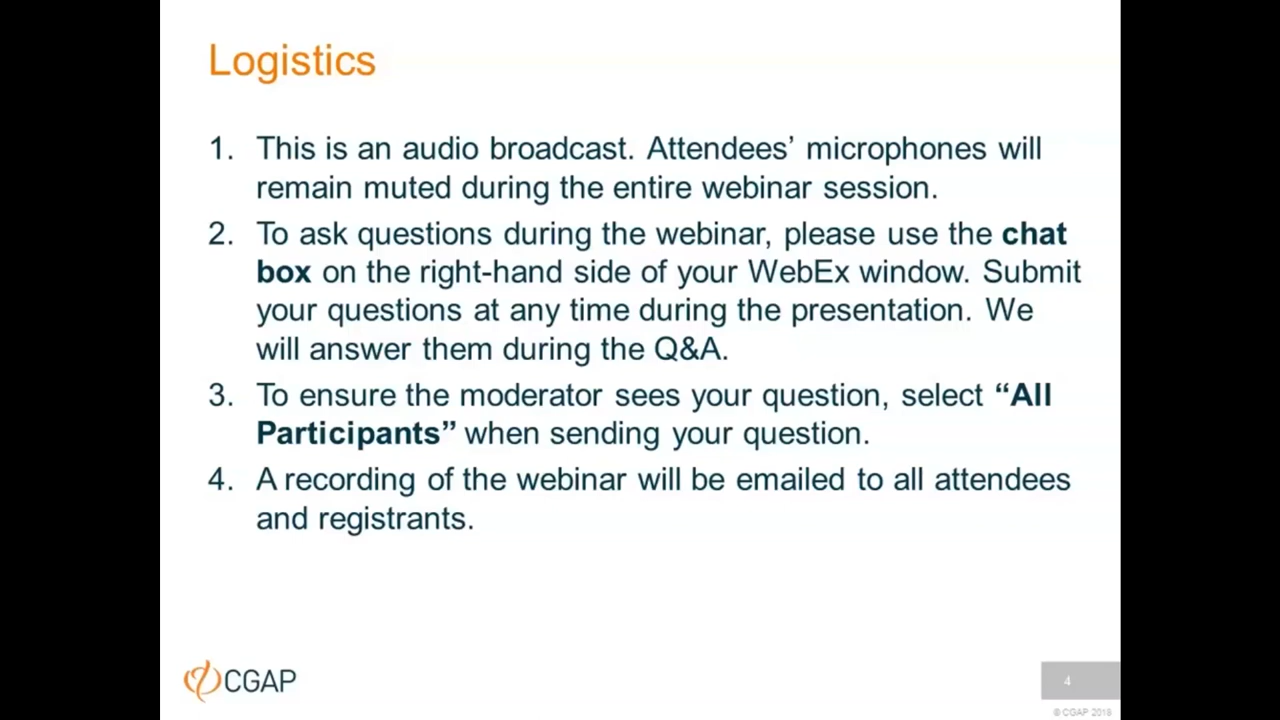 Logistics
1. This is an audio broadcast. Attendees’ microphones will
remain muted during the entire webinar session.
2. To ask questions during the webinar, please use the chat
box on the right-hand side of your WebEx window. Submit
your questions at any time during the presentation. We
will answer them during the Q&A.
3. To ensure the moderator sees your question, select “All
Participants” when sending your question.
4. A recording of the webinar will be emailed to all attendees
and registrants.
CGAP
4
© CGAP 2018